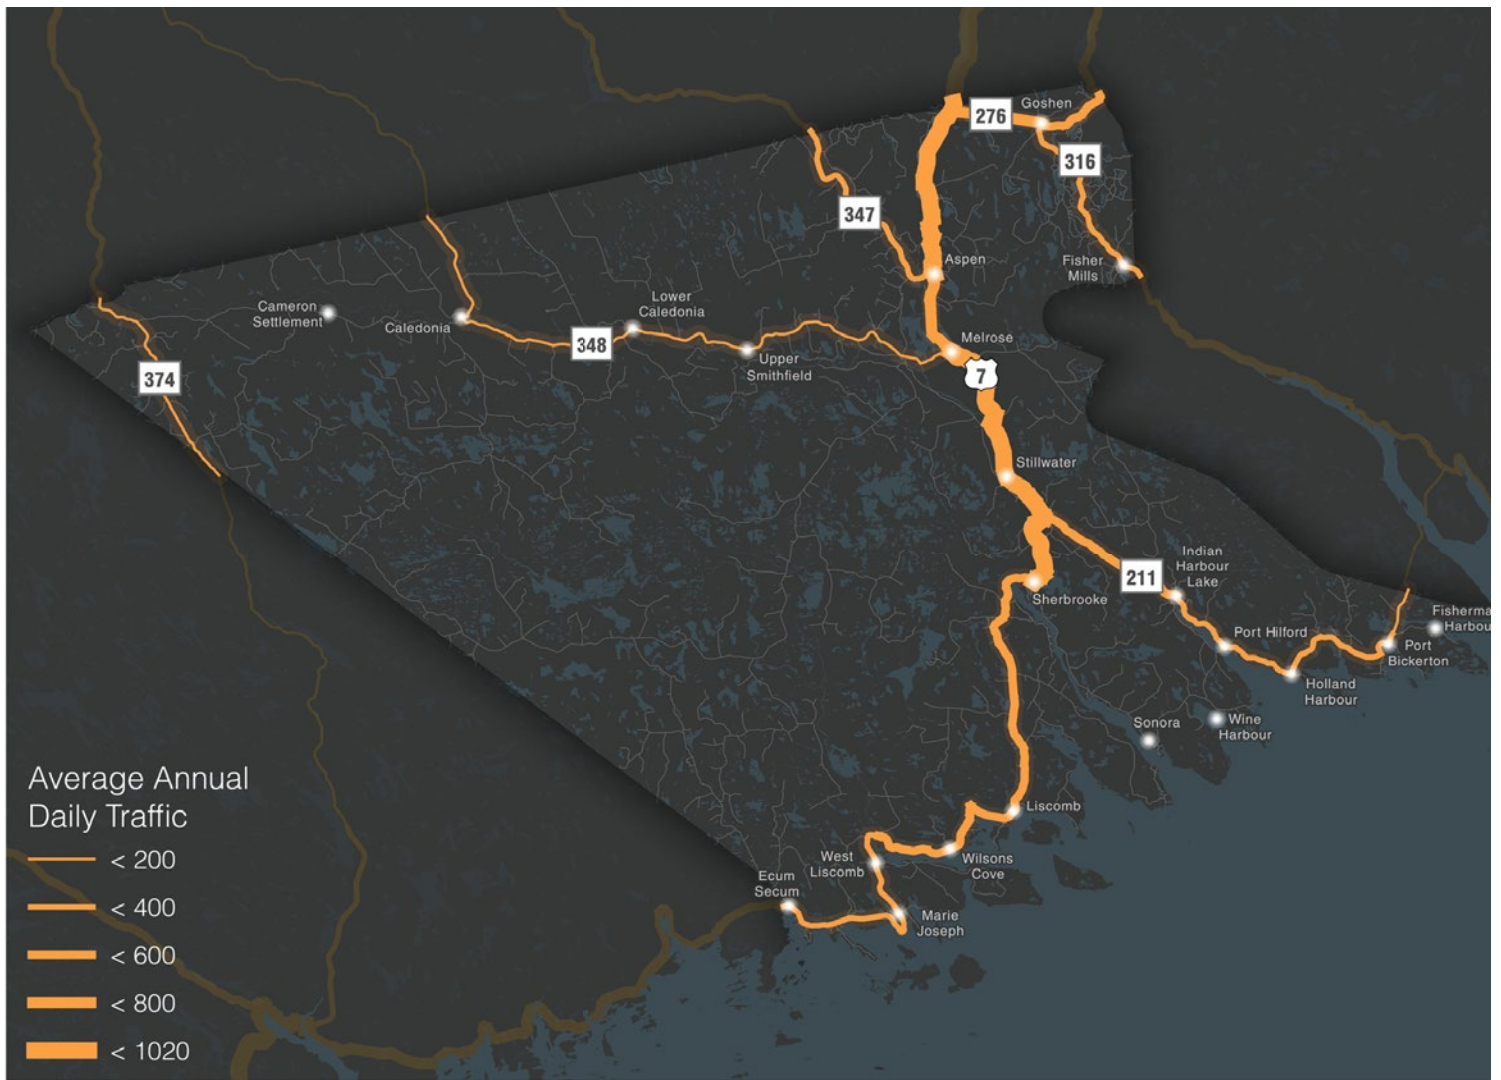 276
Goshen
316
347
Aspen
Fisher
Mills
Cameron
Settlement
Caledonia
Lower
Caledonia
348
Upper
Smithfield
Melrose
7
374
Stillwater
211
Indian
Harbour
Lake
Sherbrooke
Port Hilford
Fisherma
Harbou
Port
Bickerton
Holland
Harbour
Sonora
Wine
Harbour
Liscomb
West
Liscomb
Wilsons
Cove
Ecum
Secum
Marie
Joseph
Average Annual
Daily Traffic
< 200
< 400
< 600
< 800
< 1020